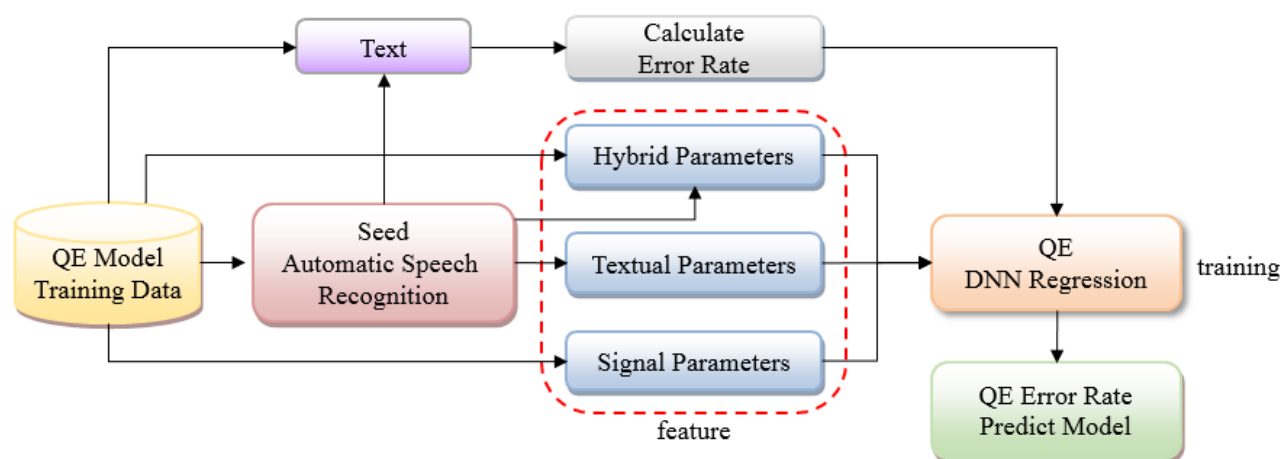 Text
Calculate
Error Rate
Hybrid Parameters
QE Model
Training Data
Seed
Automatic Speech
Recognition
Textual Parameters
QE
DNN Regression
training
Signal Parameters
feature
QE Error Rate
Predict Model